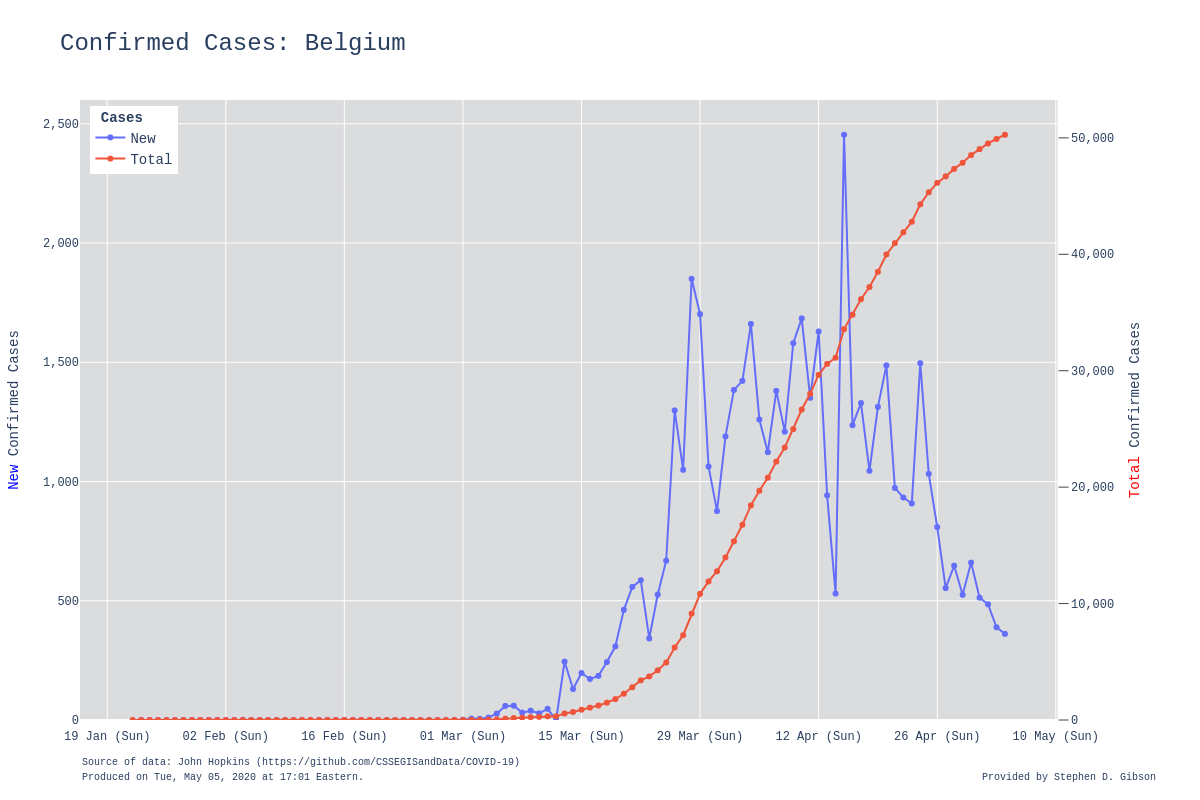 Confirmed Cases: Belgium
Cases
New
Total
2,500
2,000
1,500
1,000
500
0
50,000
40,000
30,000
20,000
10,000
0
New Confirmed Cases
Total Confirmed Cases
19 Jan (Sun) 02 Feb (Sun) 16 Feb (Sun) 01 Mar (Sun) 15 Mar (Sun) 29 Mar (Sun) 12 Apr (Sun) 26 Apr (Sun) 10 May (Sun)
Source of data: John Hopkins (https://github.com/CSSEGISandData/COVID-19)
Produced on Tue, May 05, 2020 at 17:01 Eastern.
Provided by Stephen D. Gibson